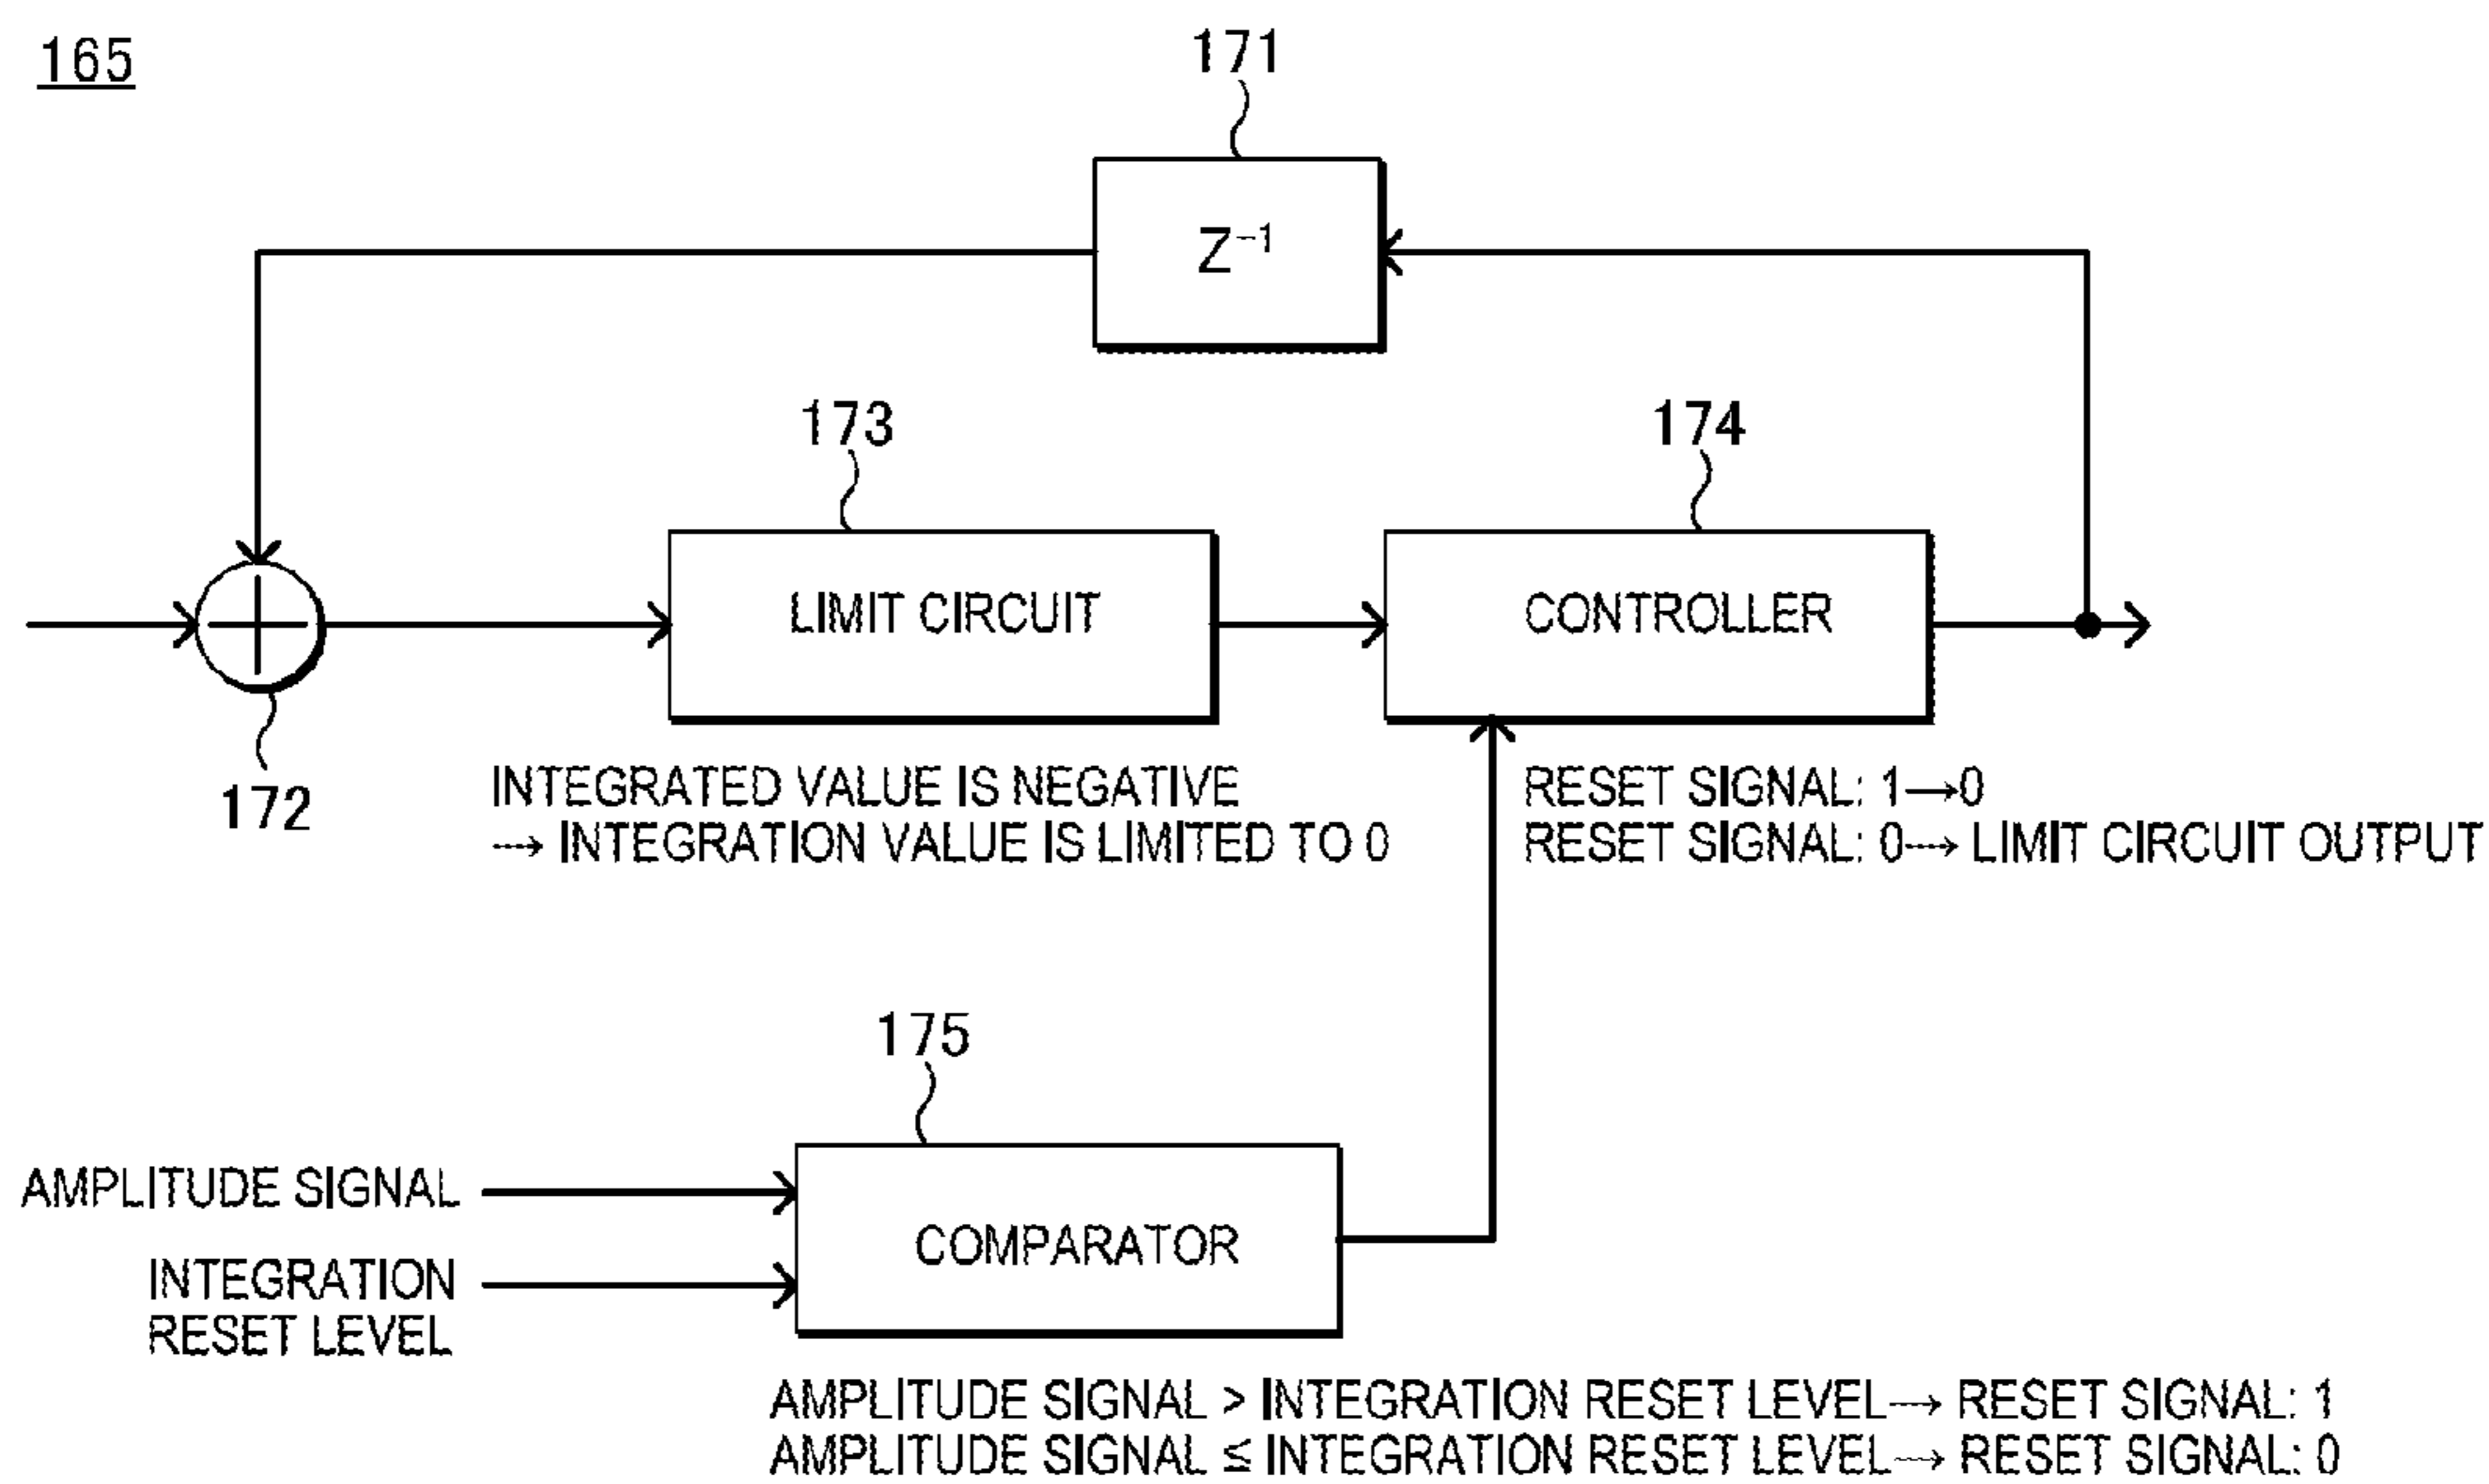 165
171
Z⁻¹
173
174
LIMIT CIRCUIT
CONTROLLER
172
INTEGRATED VALUE IS NEGATIVE
→ INTEGRATION VALUE IS LIMITED TO 0
RESET SIGNAL: 1→0
RESET SIGNAL: 0→ LIMIT CIRCUIT OUTPUT
175
AMPLITUDE SIGNAL
INTEGRATION
RESET LEVEL
COMPARATOR
AMPLITUDE SIGNAL > INTEGRATION RESET LEVEL→ RESET SIGNAL: 1
AMPLITUDE SIGNAL ≤ INTEGRATION RESET LEVEL→ RESET SIGNAL: 0